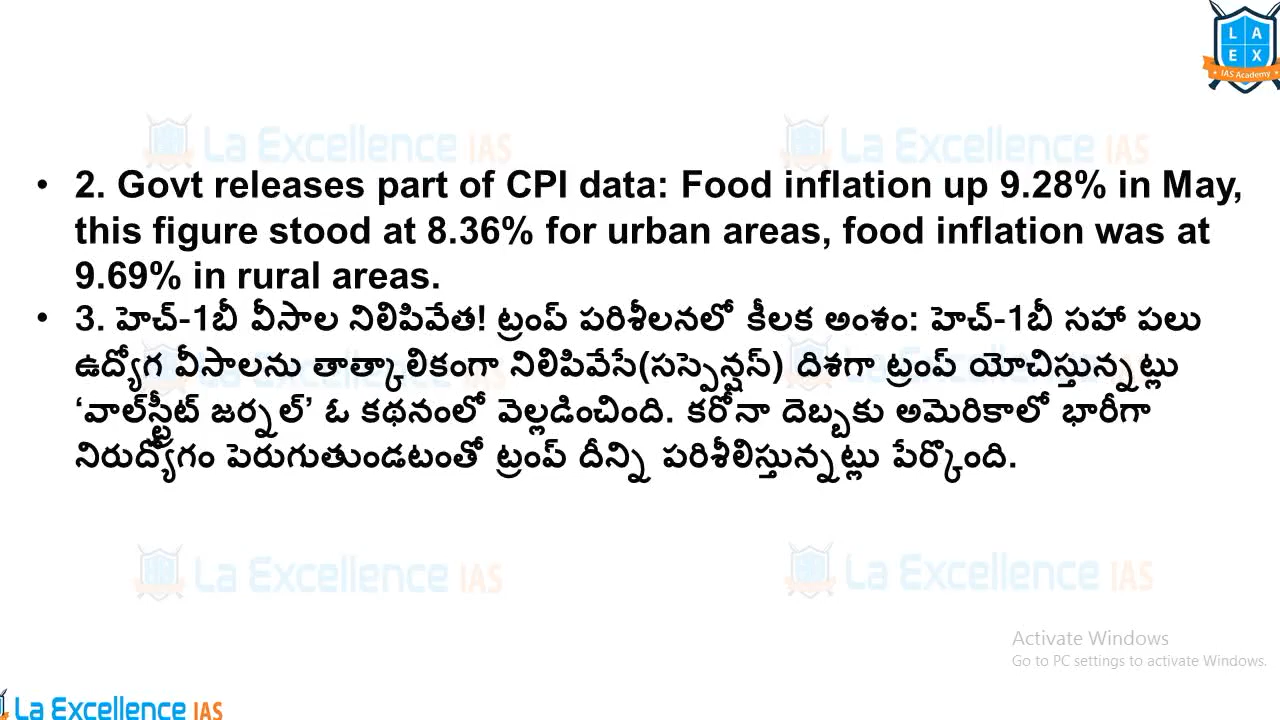 L A
E X
IAS Academy
La Excellence IAS
La Excellence IAS
• 2. Govt releases part of CPI data: Food inflation up 9.28% in May,
this figure stood at 8.36% for urban areas, food inflation was at
9.69% in rural areas.
• 3. హెచ్-1బీ వీసాల నిలిపివేత! ట్రంప్ పరిశీలనలో కీలక అంశం: హెచ్-1బీ సహా పలు
ఉద్యోగ వీసాలను తాత్కాలికంగా నిలిపివేసే(సస్పెన్షన్) దిశగా ట్రంప్ యోచిస్తున్నట్లు
‘వాల్‌స్ట్రీట్ జర్నల్’ ఓ కథనంలో వెల్లడించింది. కరోనా దెబ్బకు అమెరికాలో భారీగా
నిరుద్యోగం పెరుగుతుండటంతో ట్రంప్ దీన్ని పరిశీలిస్తున్నట్లు పేర్కొంది.
La Excellence IAS
La Excellence IAS
Activate Windows
Go to PC settings to activate Windows.
La Excellence IAS